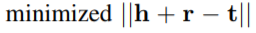 minimized ||h + r − t||